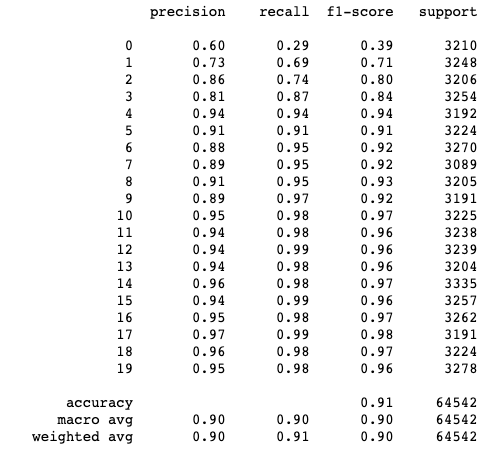 precision recall f1-score support
0 0.60 0.29 0.39 3210
1 0.73 0.69 0.71 3248
2 0.86 0.74 0.80 3206
3 0.81 0.87 0.84 3254
4 0.94 0.94 0.94 3192
5 0.91 0.91 0.91 3224
6 0.88 0.95 0.92 3270
7 0.89 0.95 0.92 3089
8 0.91 0.95 0.93 3205
9 0.89 0.97 0.92 3191
10 0.95 0.98 0.97 3225
11 0.94 0.98 0.96 3238
12 0.94 0.99 0.96 3239
13 0.94 0.98 0.96 3204
14 0.96 0.98 0.97 3335
15 0.94 0.99 0.96 3257
16 0.95 0.98 0.97 3262
17 0.97 0.99 0.98 3191
18 0.96 0.98 0.97 3224
19 0.95 0.98 0.96 3278
accuracy 0.91 64542
macro avg 0.90 0.90 0.90 64542
weighted avg 0.90 0.91 0.90 64542